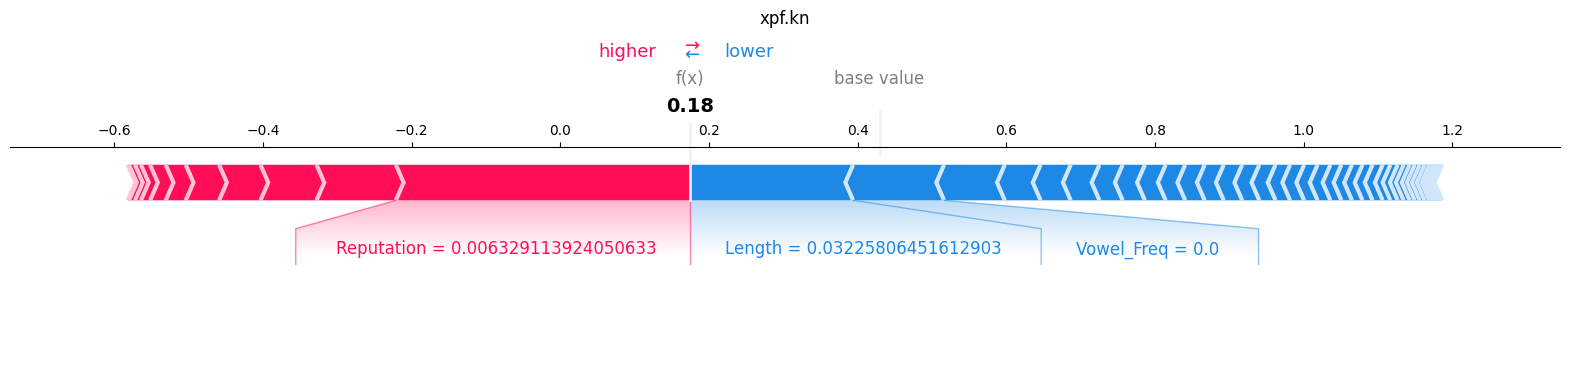 xpf.kn
higher → ← lower
f(x) base value
0.18
−0.6 −0.4 −0.2 0.0 0.2 0.4 0.6 0.8 1.0 1.2
Reputation = 0.006329113924050633 Length = 0.03225806451612903 Vowel_Freq = 0.0